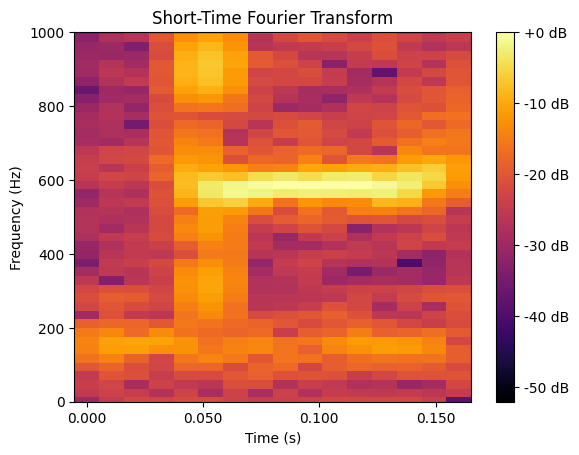 Short-Time Fourier Transform
1000
800
600
400
200
0
Frequency (Hz)
0.000
0.050
0.100
0.150
Time (s)
+0 dB
-10 dB
-20 dB
-30 dB
-40 dB
-50 dB